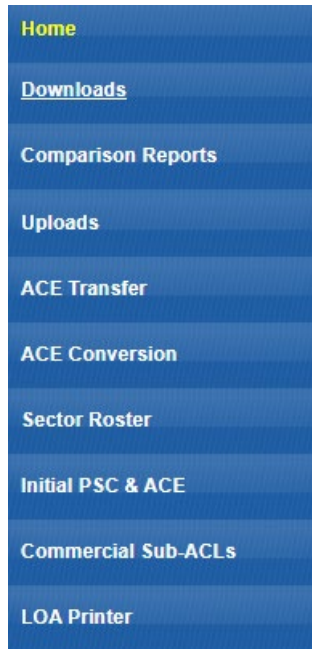 Home
Downloads
Comparison Reports
Uploads
ACE Transfer
ACE Conversion
Sector Roster
Initial PSC & ACE
Commercial Sub-ACLs
LOA Printer